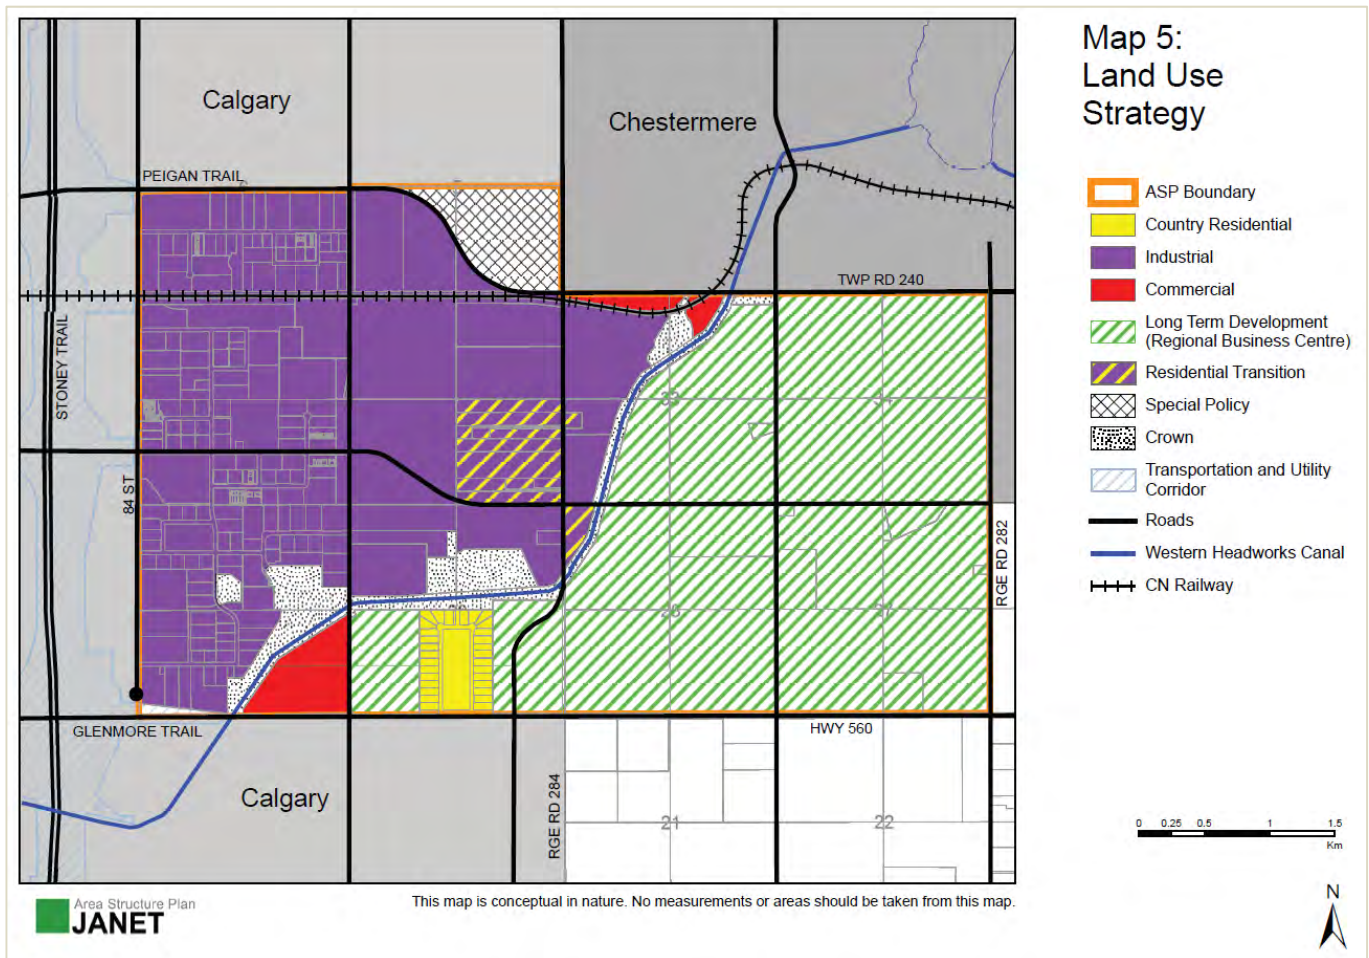 Map 5:
Land Use
Strategy
Calgary
Chestermere
PEIGAN TRAIL
TWP RD 240
STONEY TRAIL
84 ST
33
34
RGE RD 282
28
27
GLENMORE TRAIL
HWY 560
Calgary
RGE RD 284
21
22
ASP Boundary
Country Residential
Industrial
Commercial
Long Term Development
(Regional Business Centre)
Residential Transition
Special Policy
Crown
Transportation and Utility
Corridor
Roads
Western Headworks Canal
CN Railway
0 0.25 0.5 1 1.5
Km
N
Area Structure Plan
JANET
This map is conceptual in nature. No measurements or areas should be taken from this map.